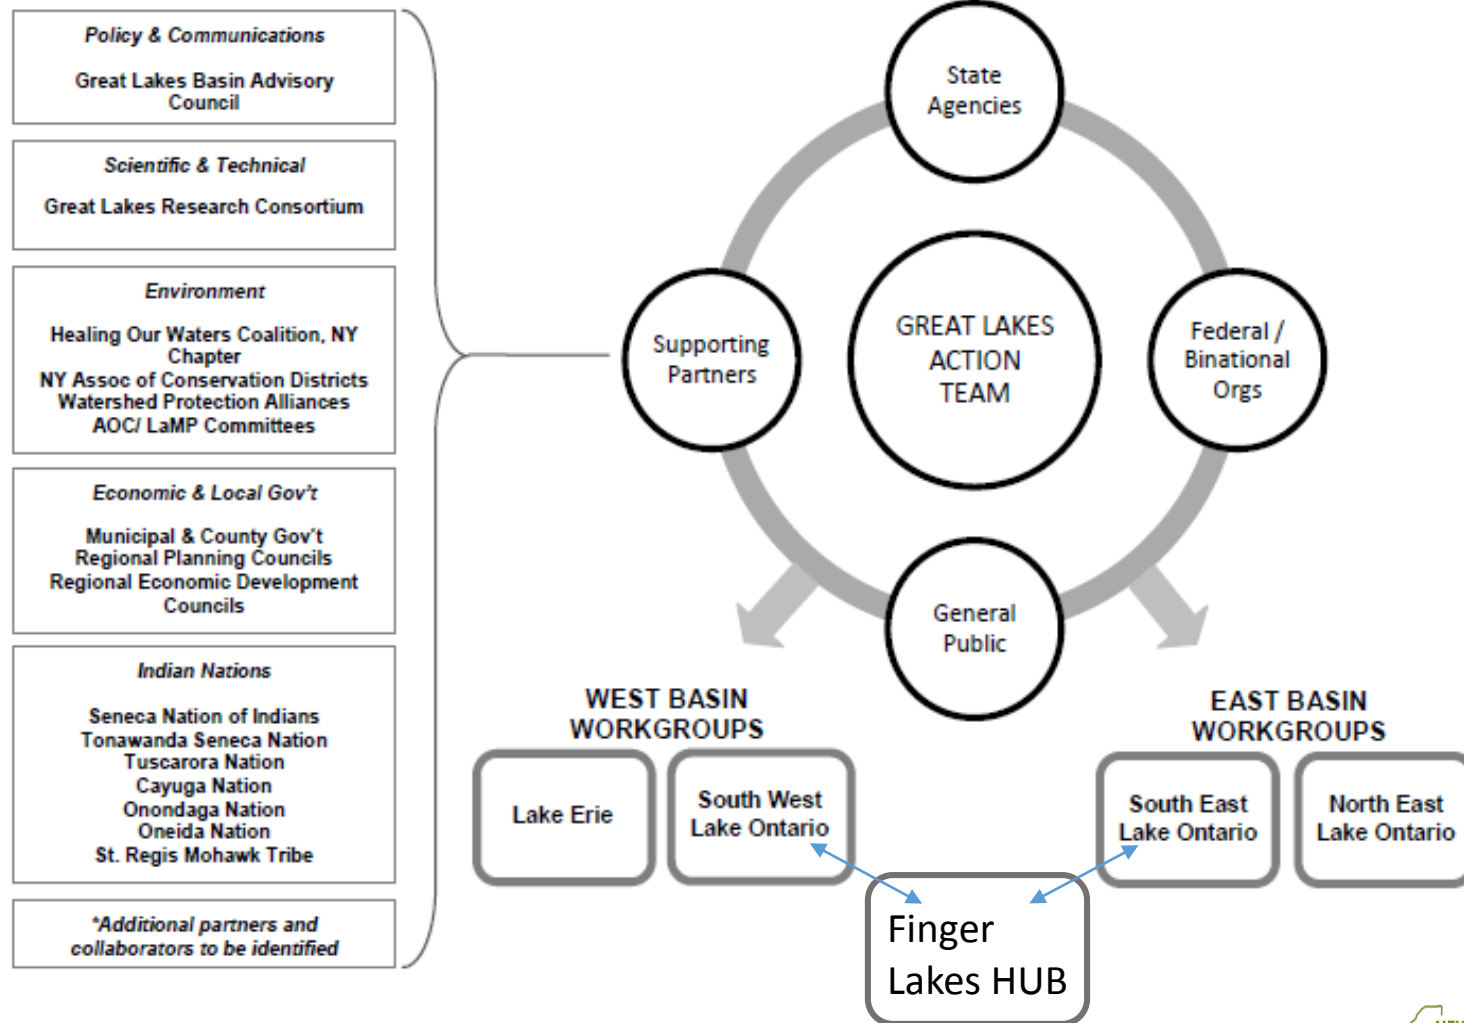 Policy & Communications
Great Lakes Basin Advisory
Council
Scientific & Technical
Great Lakes Research Consortium
Environment
Healing Our Waters Coalition, NY
Chapter
NY Assoc of Conservation Districts
Watershed Protection Alliances
AOC/ LaMP Committees
Economic & Local Gov't
Municipal & County Gov't
Regional Planning Councils
Regional Economic Development
Councils
Indian Nations
Seneca Nation of Indians
Tonawanda Seneca Nation
Tuscarora Nation
Cayuga Nation
Onondaga Nation
Oneida Nation
St. Regis Mohawk Tribe
*Additional partners and
collaborators to be identified
State
Agencies
Supporting
Partners
GREAT LAKES
ACTION
TEAM
Federal /
Binational
Orgs
General
Public
WEST BASIN
WORKGROUPS
Lake Erie
South West
Lake Ontario
EAST BASIN
WORKGROUPS
South East
Lake Ontario
North East
Lake Ontario
Finger
Lakes HUB